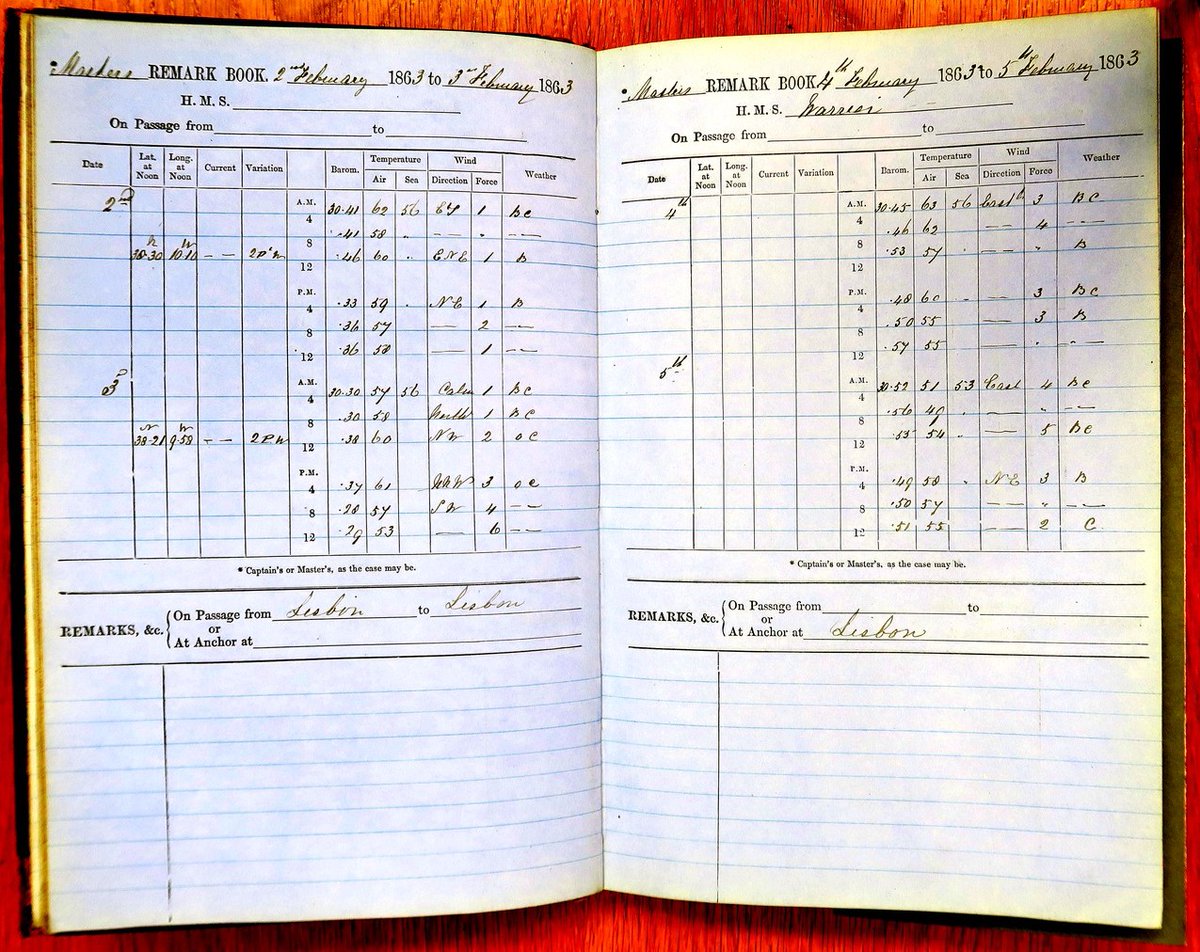 * Masters REMARK BOOK. 2nd February 1863 to 3rd February 1863
H. M. S.
On Passage from to
Date Lat. at Noon Long. at Noon Current Variation Barom. Temperature Air Sea Wind Direction Force Weather
2nd A.M. 4 30·41 62 56 1 BC
8 ·41 58 " — " — —
N 38·30 W 10·10 — — 2 P.t W 12 ·46 60 " ENE 1 B
P.M. 4 ·33 59 · NE 1 B
8 ·36 57 — 2 — —
12 ·36 58 — 1 — —
3rd A.M. 4 30·30 57 56 Calm 1 BC
8 ·30 58 North 1 BC
N 38·21 W 9·58 — — 2 P. W 12 ·38 60 NW 2 OC
P.M. 4 ·37 61 3 OC
8 ·28 57 SW 4 — —
12 ·29 53 — 6 — —
* Captain's or Master's, as the case may be.
REMARKS, &c. On Passage from Lisbon to Lisbon
or
At Anchor at
* Masters REMARK BOOK 4th February 1863 to 5th February 1863
H. M. S. Warrior
On Passage from to
Date Lat. at Noon Long. at Noon Current Variation Barom. Temperature Air Sea Wind Direction Force Weather
4th A.M. 4 30·45 63 56 3 BC
8 ·46 62 — — 4 — —
12 ·53 57 · — — " B
P.M. 4 ·48 60 — — 3 BC
8 ·50 55 — — 3 B
12 ·57 55 — — " — —
5th A.M. 4 30·52 51 53 East 4 BC
8 ·56 49 · — — " — —
12 ·55 54 " — — 5 BC
P.M. 4 ·49 58 " NE 3 B
8 ·50 57 — — " — —
12 ·51 55 — — 2 C
* Captain's or Master's, as the case may be.
REMARKS, &c. On Passage from to
or
At Anchor at Lisbon